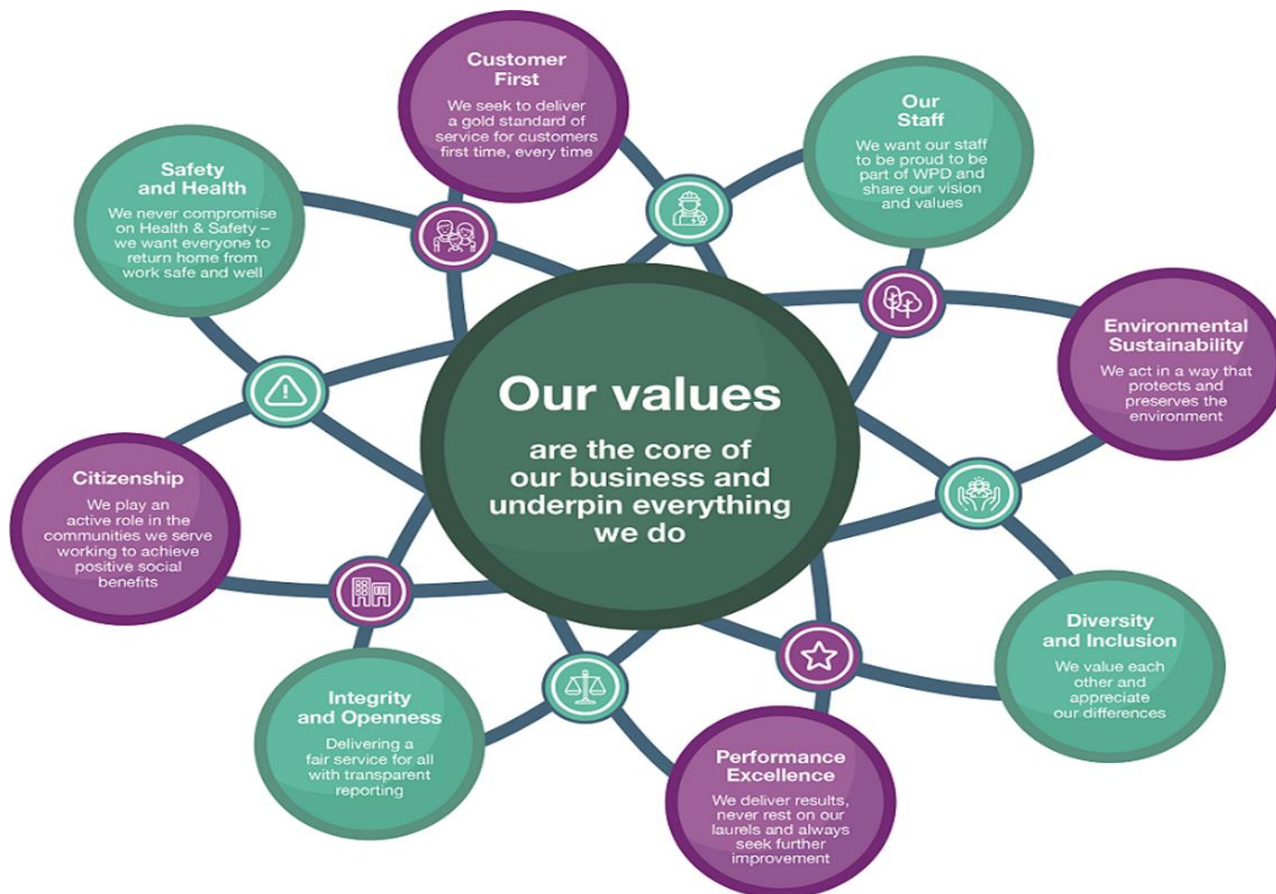 Customer
First
We seek to deliver
a gold standard of
service for customers
first time, every time
Our
Staff
We want our staff
to be proud to be
part of WPD and
share our vision
and values
Safety
and Health
We never compromise
on Health & Safety –
we want everyone to
return home from
work safe and well
Environmental
Sustainability
We act in a way that
protects and
preserves the
environment
Our values
are the core of
our business and
underpin everything
we do
Citizenship
We play an
active role in the
communities we serve
working to achieve
positive social
benefits
Diversity
and Inclusion
We value each
other and
appreciate
our differences
Integrity
and Openness
Delivering a
fair service for all
with transparent
reporting
Performance
Excellence
We deliver results,
never rest on our
laurels and always
seek further
improvement